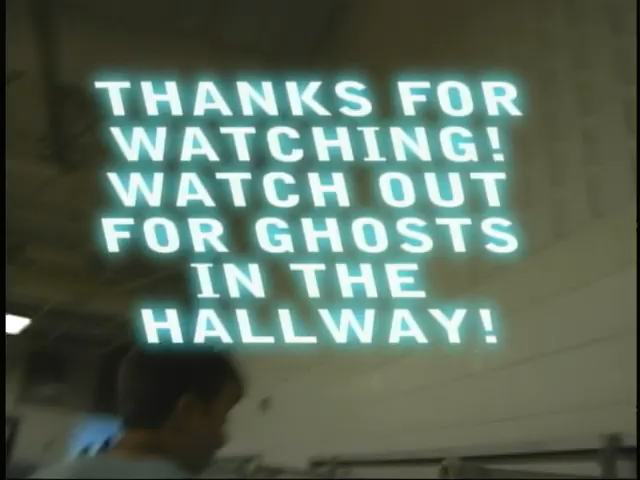 THANKS FOR
WATCHING!
WATCH OUT
FOR GHOSTS
IN THE
HALLWAY!